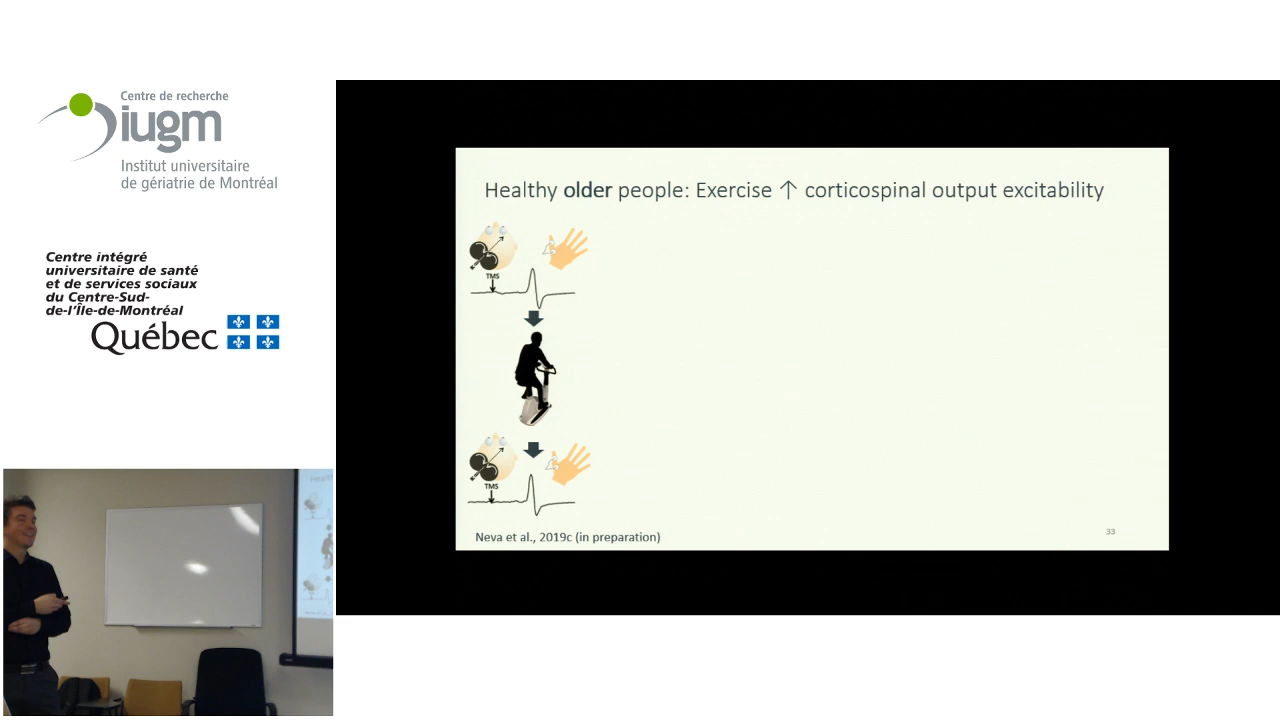 Centre de recherche
iugm
Institut universitaire
de gériatrie de Montréal
Centre intégré
universitaire de santé
et de services sociaux
du Centre-Sud-
de-l'Île-de-Montréal
Québec
Healthy older people: Exercise ↑ corticospinal output excitability
TMS
TMS
Neva et al., 2019c (in preparation)
33